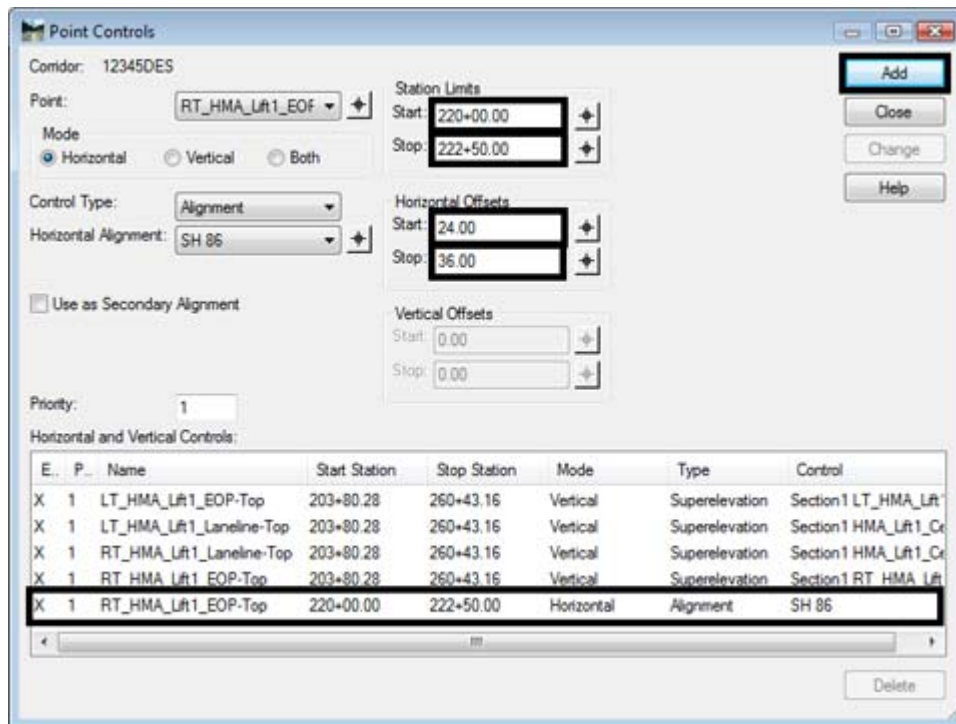 Point Controls
Corridor: 12345DES
Add
Point: RT_HMA_Lift1_EOF
Station Limits
Start: 220+00.00
Close
Mode
Stop: 222+50.00
Horizontal Vertical Both
Change
Help
Control Type: Alignment
Horizontal Offsets
Start: 24.00
Horizontal Alignment: SH 86
Stop: 36.00
Use as Secondary Alignment
Vertical Offsets
Start: 0.00
Stop: 0.00
Priority: 1
Horizontal and Vertical Controls:
E... P... Name Start Station Stop Station Mode Type Control
X 1 LT_HMA_Lift1_EOP-Top 203+80.28 260+43.16 Vertical Superelevation Section1 LT_HMA_Lift
X 1 LT_HMA_Lift1_Laneline-Top 203+80.28 260+43.16 Vertical Superelevation Section1 HMA_Lift1_Ce
X 1 RT_HMA_Lift1_Laneline-Top 203+80.28 260+43.16 Vertical Superelevation Section1 HMA_Lift1_Ce
X 1 RT_HMA_Lift1_EOP-Top 203+80.28 260+43.16 Vertical Superelevation Section1 RT_HMA_Lift
X 1 RT_HMA_Lift1_EOP-Top 220+00.00 222+50.00 Horizontal Alignment SH 86
Delete